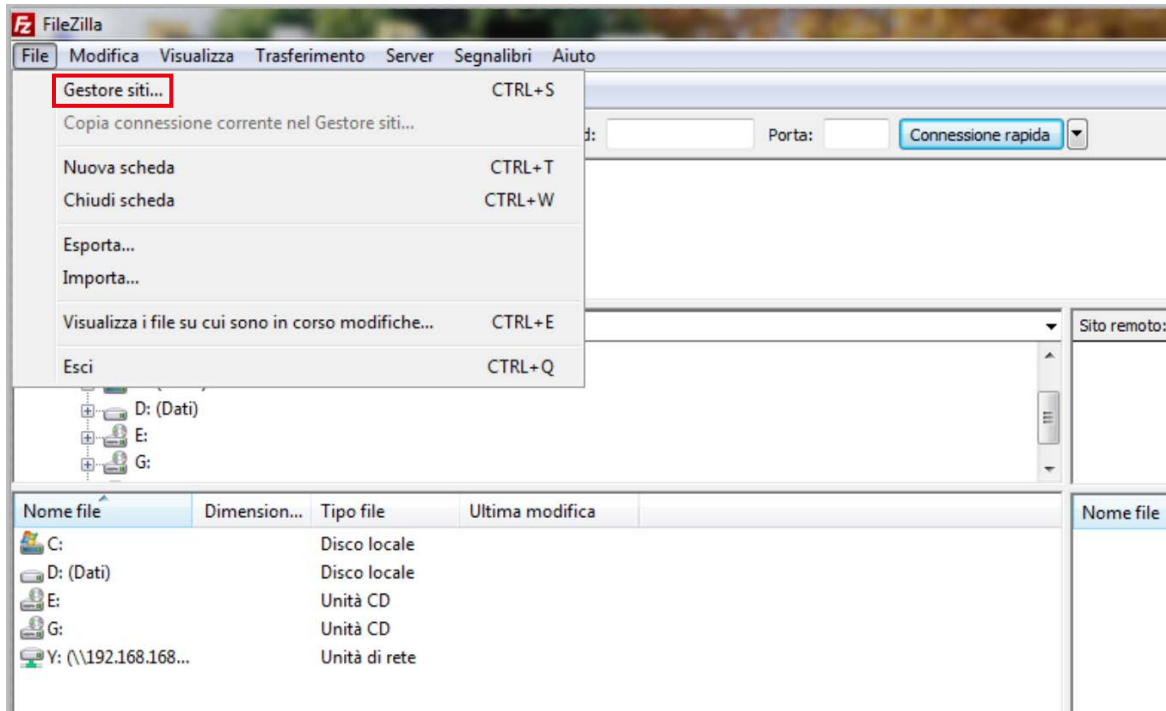 FileZilla
File Modifica Visualizza Trasferimento Server Segnalibri Aiuto
Gestore siti... CTRL+S
Copia connessione corrente nel Gestore siti...
d: Porta: Connessione rapida
Nuova scheda CTRL+T
Chiudi scheda CTRL+W
Esporta...
Importa...
Visualizza i file su cui sono in corso modifiche... CTRL+E
Sito remoto:
Esci CTRL+Q
D: (Dati)
E:
G:
Nome file Dimension... Tipo file Ultima modifica Nome file
C: Disco locale
D: (Dati) Disco locale
E: Unità CD
G: Unità CD
Y: (\\192.168.168... Unità di rete